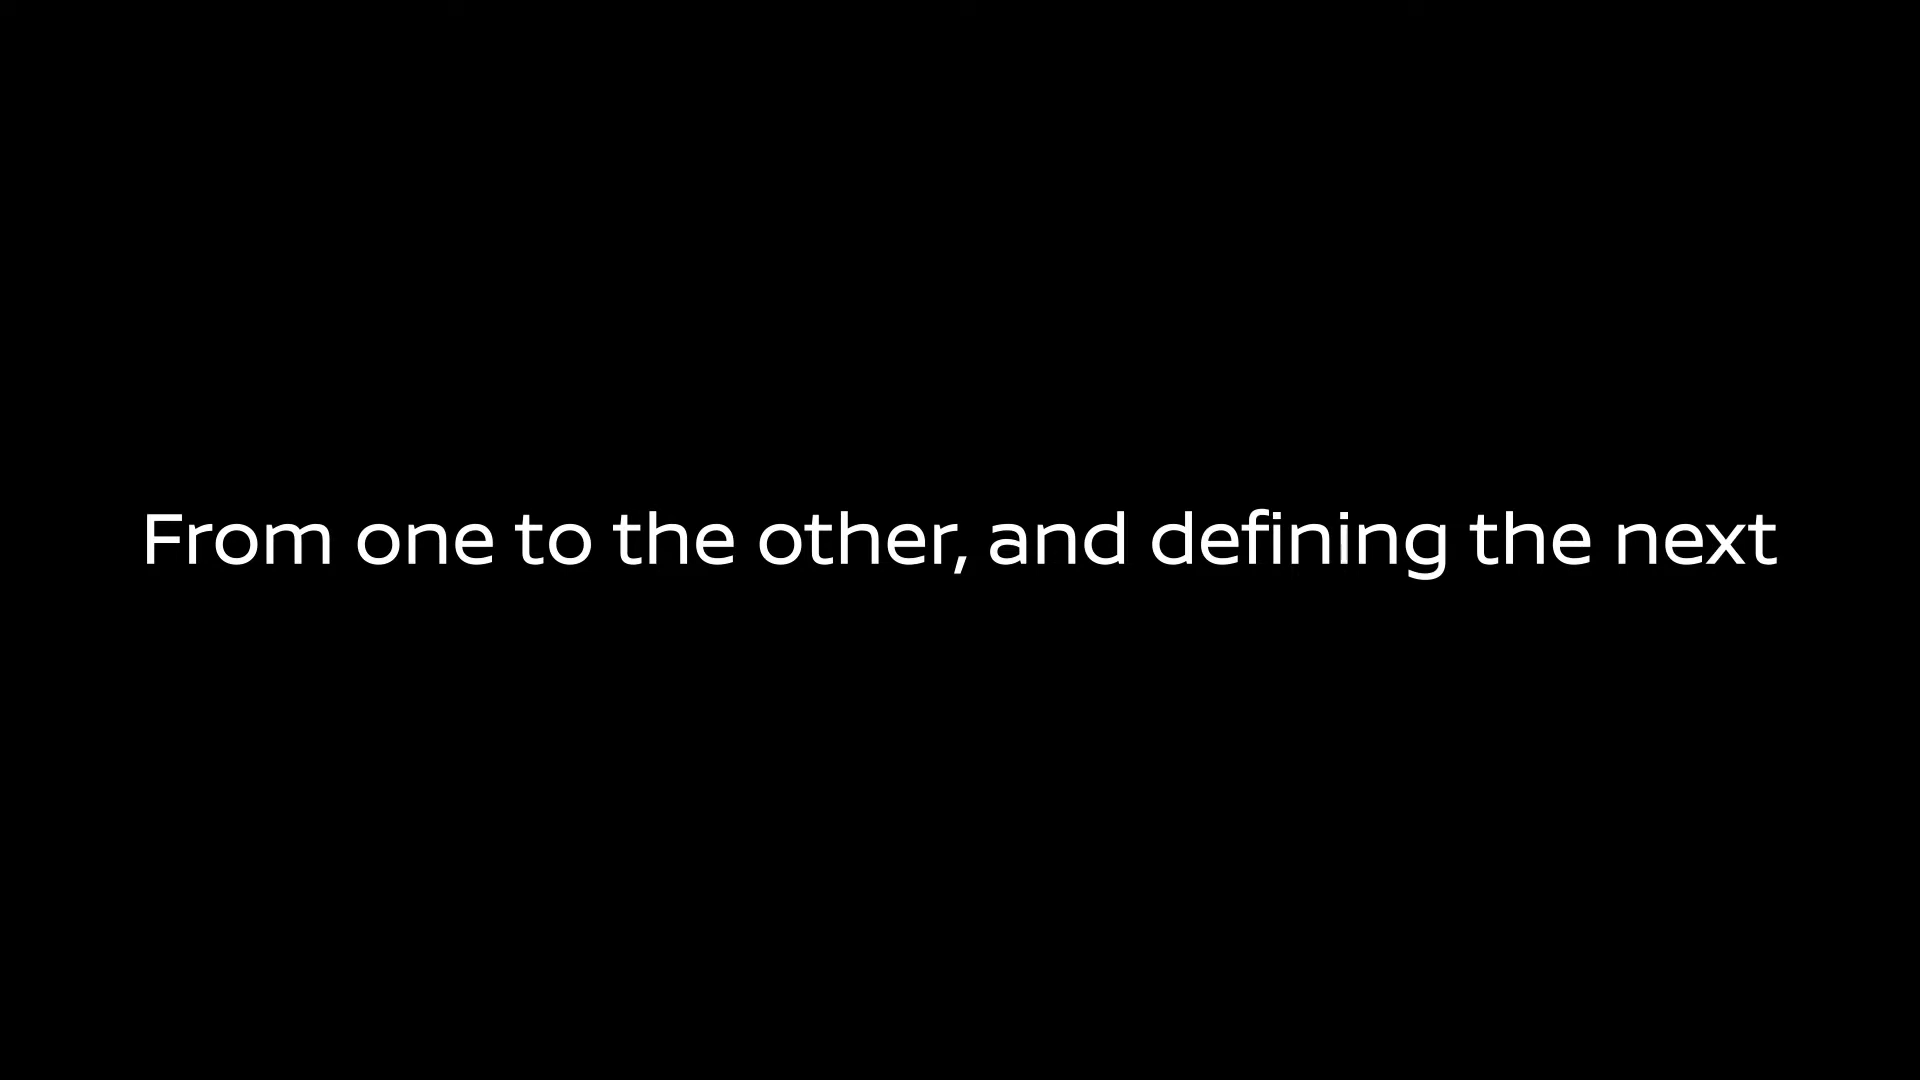 From one to the other, and defining the next